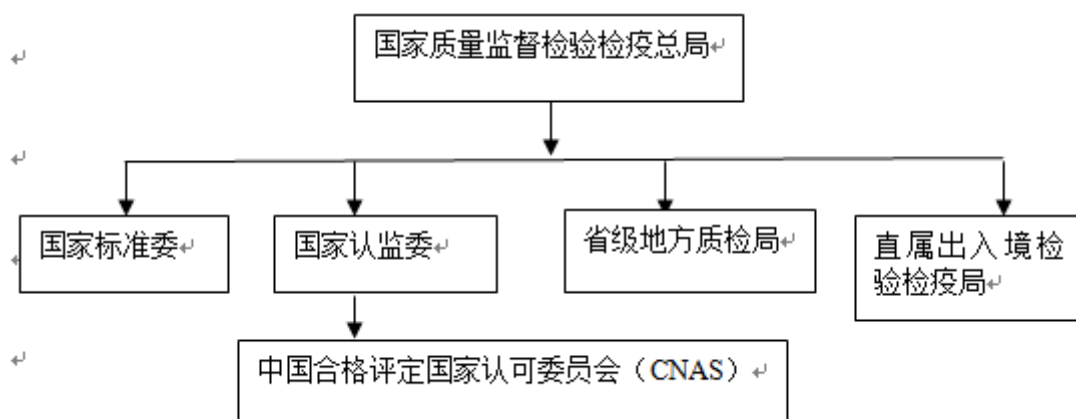 国家质量监督检验检疫总局
国家标准委
国家认监委
省级地方质检局
直属出入境检
验检疫局
中国合格评定国家认可委员会（CNAS）